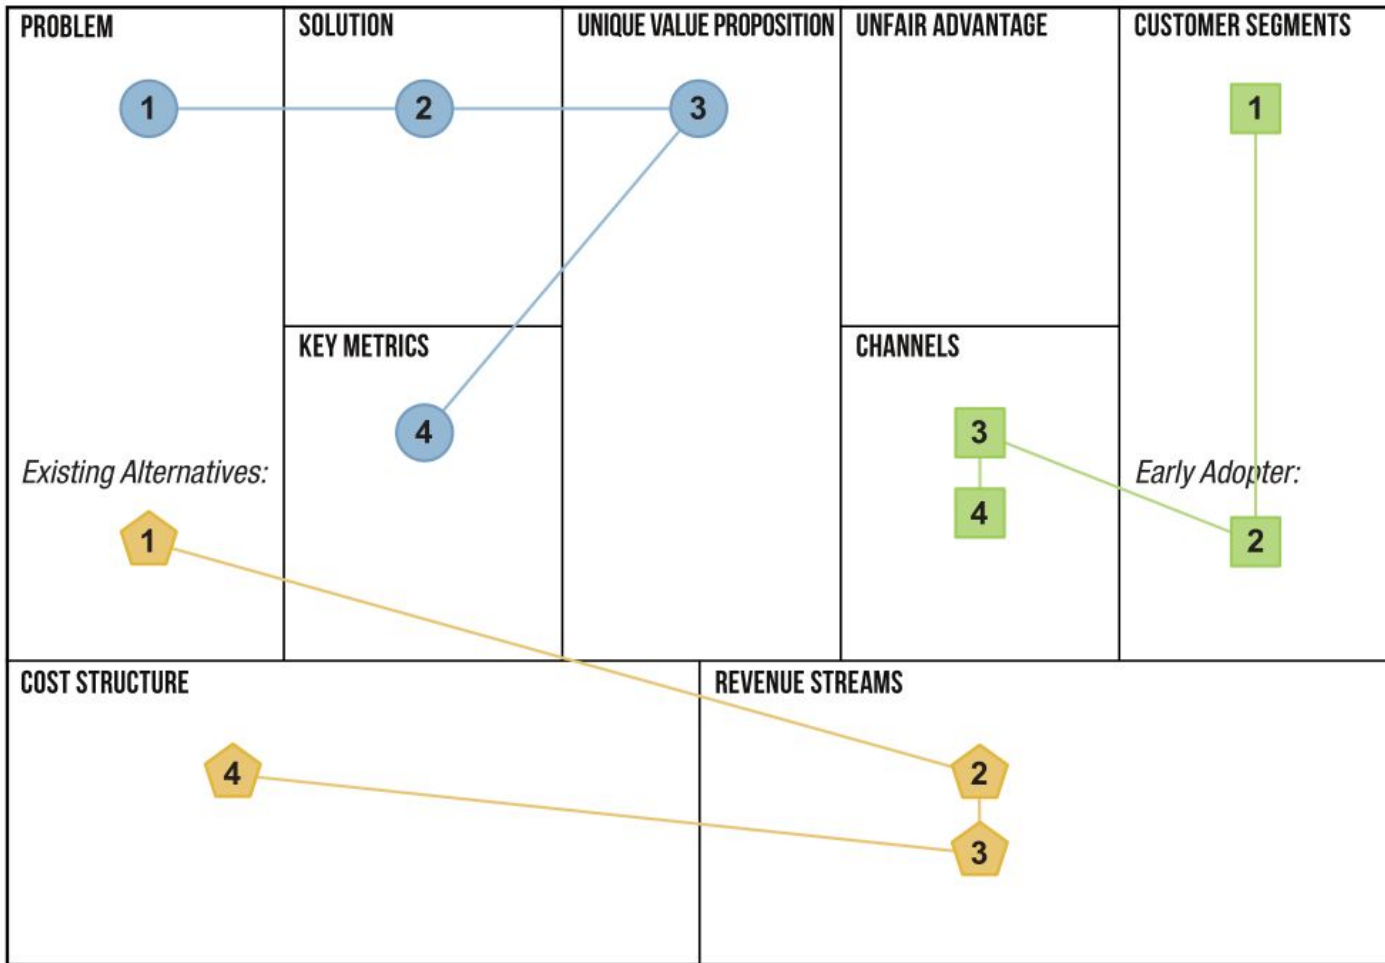 PROBLEM
1
Existing Alternatives:
1
SOLUTION
2
KEY METRICS
4
UNIQUE VALUE PROPOSITION
3
UNFAIR ADVANTAGE
CHANNELS
3
4
CUSTOMER SEGMENTS
1
Early Adopter:
2
COST STRUCTURE
4
REVENUE STREAMS
2
3